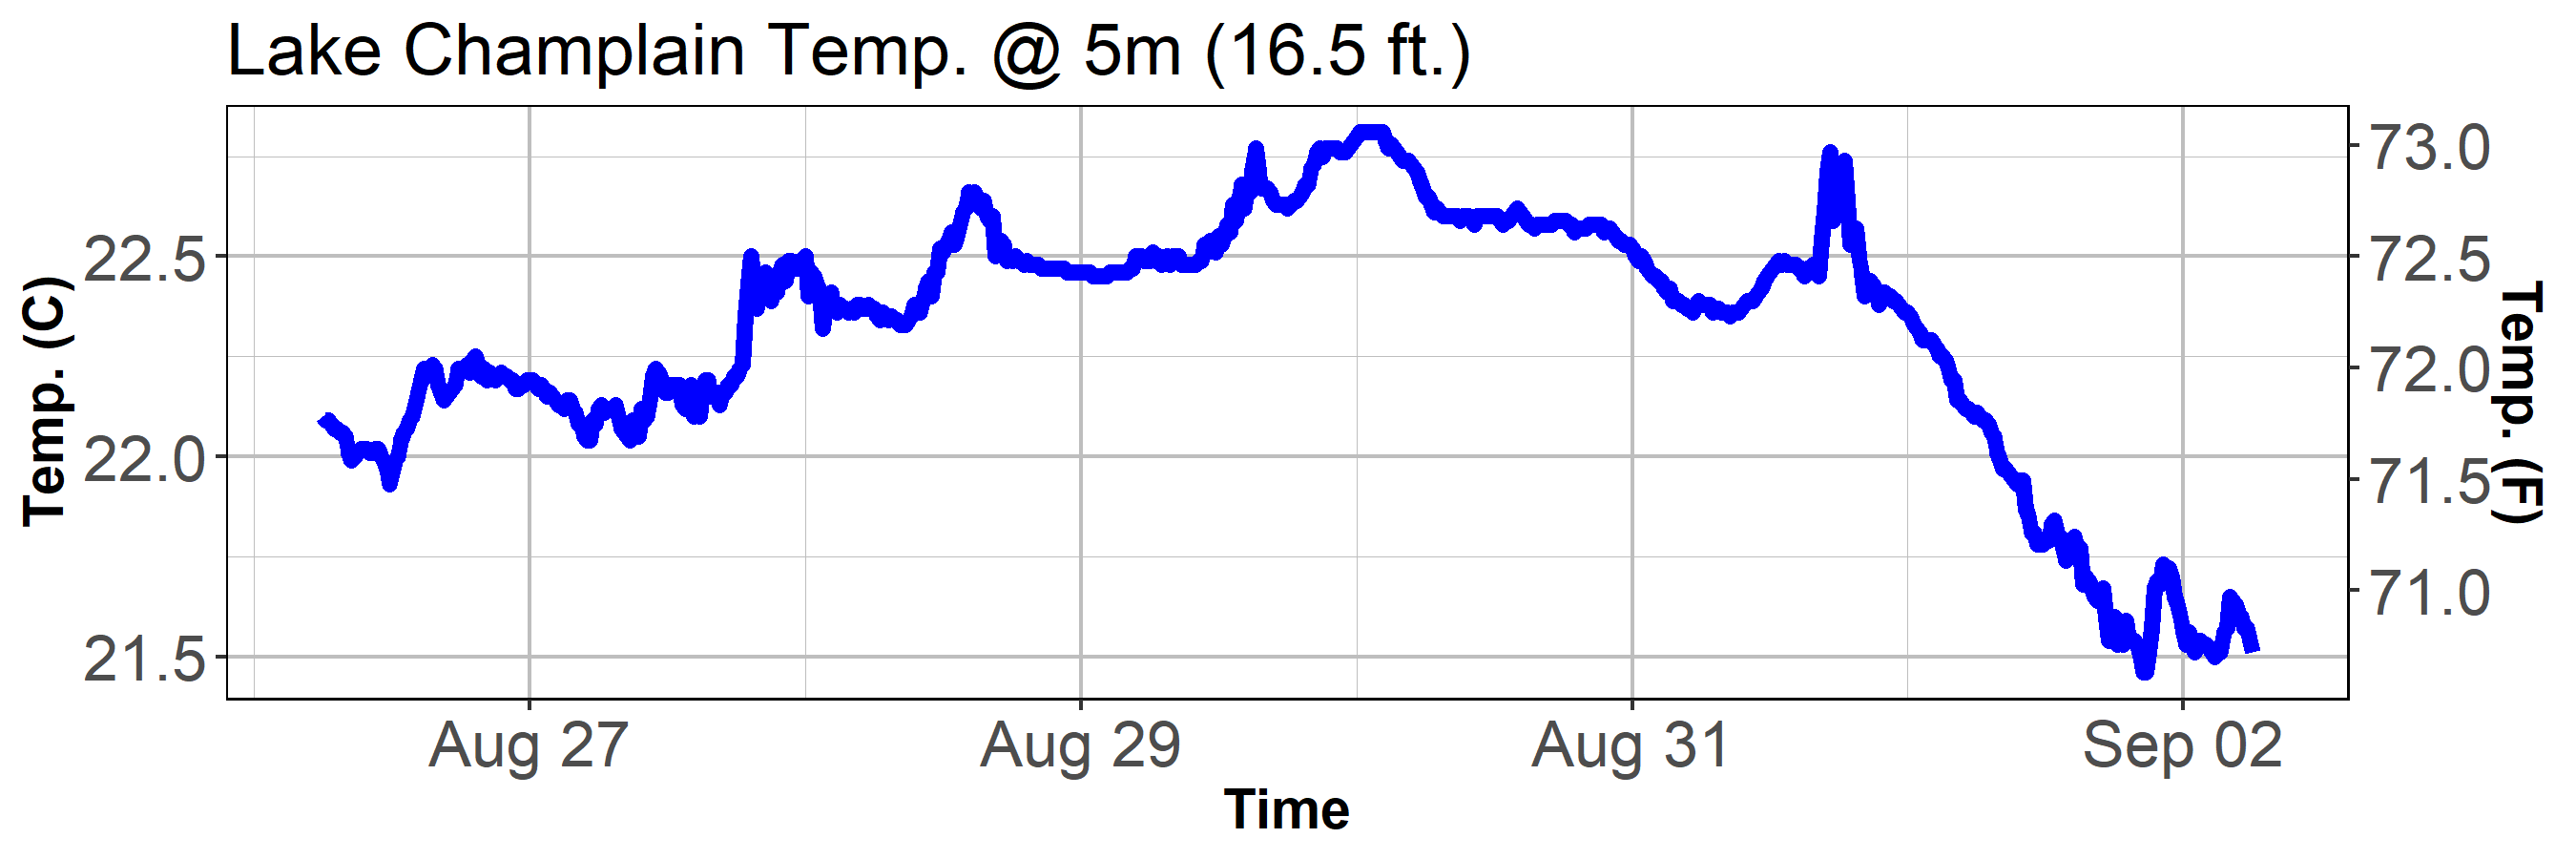 Lake Champlain Temp. @ 5m (16.5 ft.)
Temp. (C)
22.5
22.0
21.5
73.0
72.5
72.0
71.5
71.0
Temp. (F)
Aug 27 Aug 29 Aug 31 Sep 02
Time